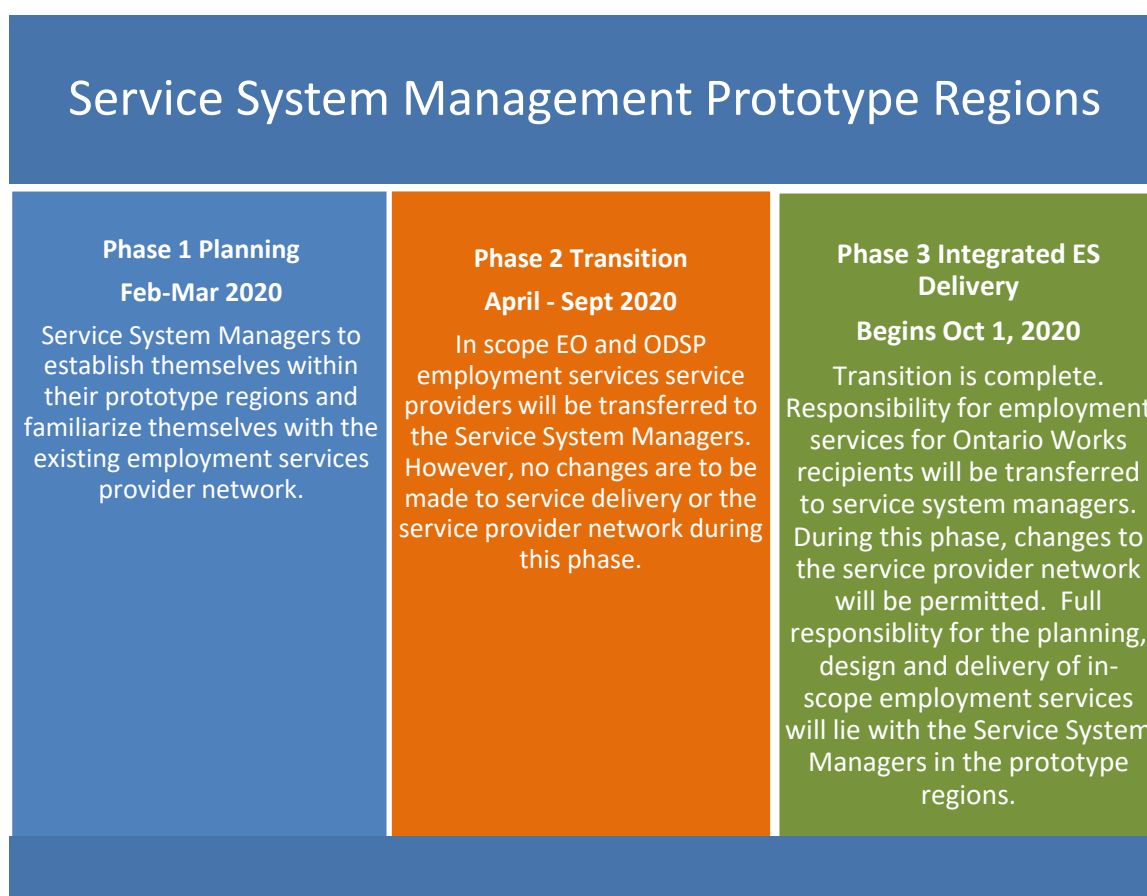 Service System Management Prototype Regions
Phase 1 Planning
Feb-Mar 2020
Service System Managers to
establish themselves within
their prototype regions and
familiarize themselves with the
existing employment services
provider network.
Phase 2 Transition
April - Sept 2020
In scope EO and ODSP
employment services service
providers will be transferred to
the Service System Managers.
However, no changes are to be
made to service delivery or the
service provider network during
this phase.
Phase 3 Integrated ES
Delivery
Begins Oct 1, 2020
Transition is complete.
Responsibility for employment
services for Ontario Works
recipients will be transferred
to service system managers.
During this phase, changes to
the service provider network
will be permitted.  Full
responsiblity for the planning,
design and delivery of in-
scope employment services
will lie with the Service System
Managers in the prototype
regions.